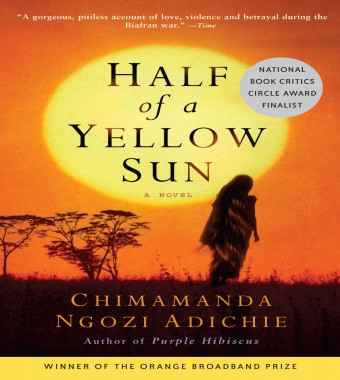 "A gorgeous, pitiless account of love, violence and betrayal during the
Biafran war." —Time
HALF
of a
YELLOW
SUN
A NOVEL
NATIONAL
BOOK CRITICS
CIRCLE AWARD
FINALIST
CHIMAMANDA
NGOZI ADICHIE
Author of Purple Hibiscus
WINNER OF THE ORANGE BROADBAND PRIZE